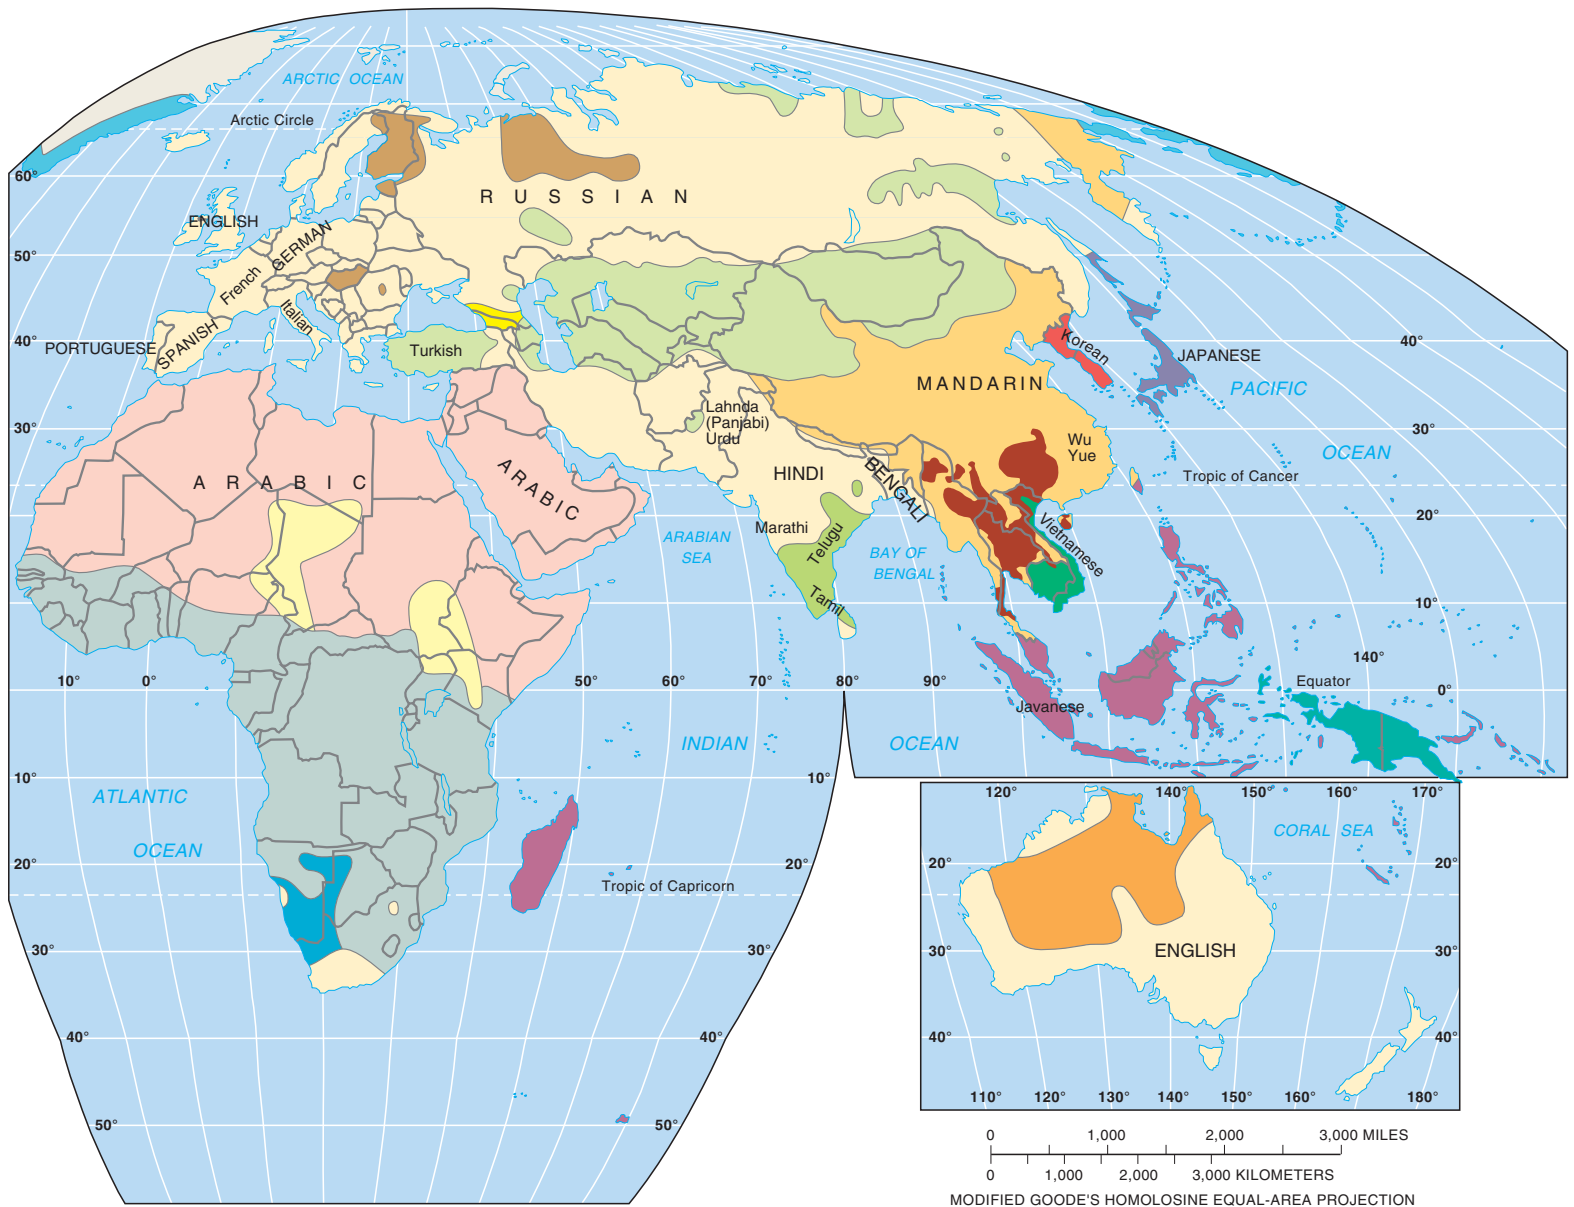 ARCTIC OCEAN
Arctic Circle
60°
R U S S I A N
ENGLISH
GERMAN
50°
French
Italian
40°
PORTUGUESE
SPANISH
Turkish
Korean
JAPANESE
40°
MANDARIN
PACIFIC
Lahnda
(Panjabi)
Urdu
30°
Wu
Yue
30°
OCEAN
HINDI
BENGALI
A R A B I C
ARABIC
Tropic of Cancer
20°
Marathi
Telugu
Vietnamese
ARABIAN
SEA
BAY OF
BENGAL
Tamil
10°
140°
10°
0°
50°
60°
70°
80°
90°
Equator
0°
Javanese
INDIAN
OCEAN
10°
10°
ATLANTIC
OCEAN
20°
20°
Tropic of Capricorn
30°
30°
40°
40°
50°
50°
120°
140°
150°
160°
170°
CORAL SEA
20°
20°
30°
ENGLISH
30°
40°
40°
110°
120°
130°
140°
150°
160°
180°
0
1,000
2,000
3,000 MILES
0
1,000
2,000
3,000 KILOMETERS
MODIFIED GOODE'S HOMOLOSINE EQUAL-AREA PROJECTION